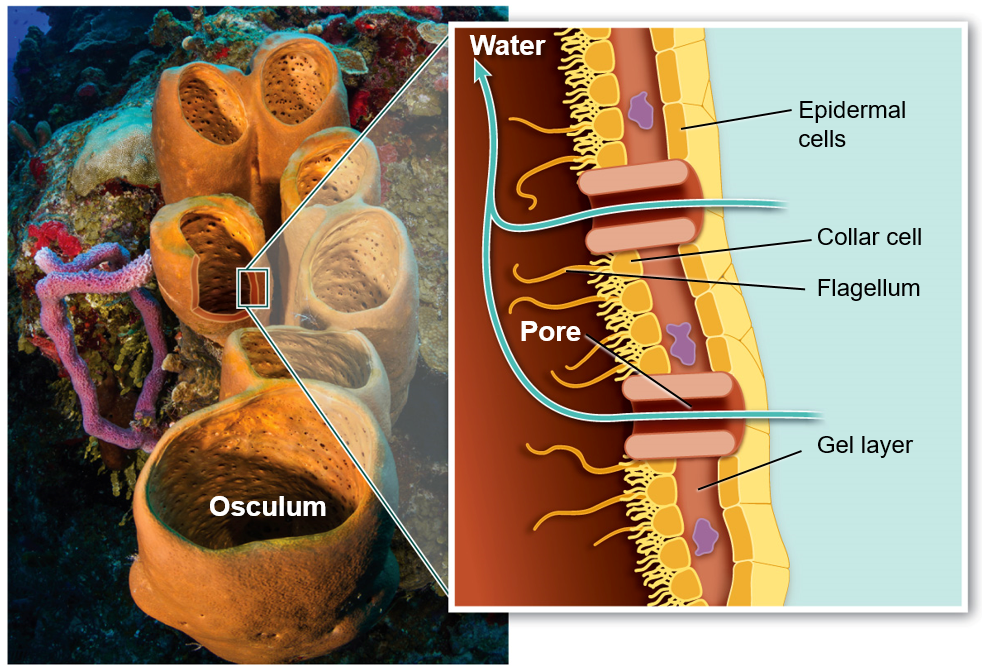 Water
Epidermal
cells
Collar cell
Flagellum
Pore
Gel layer
Osculum